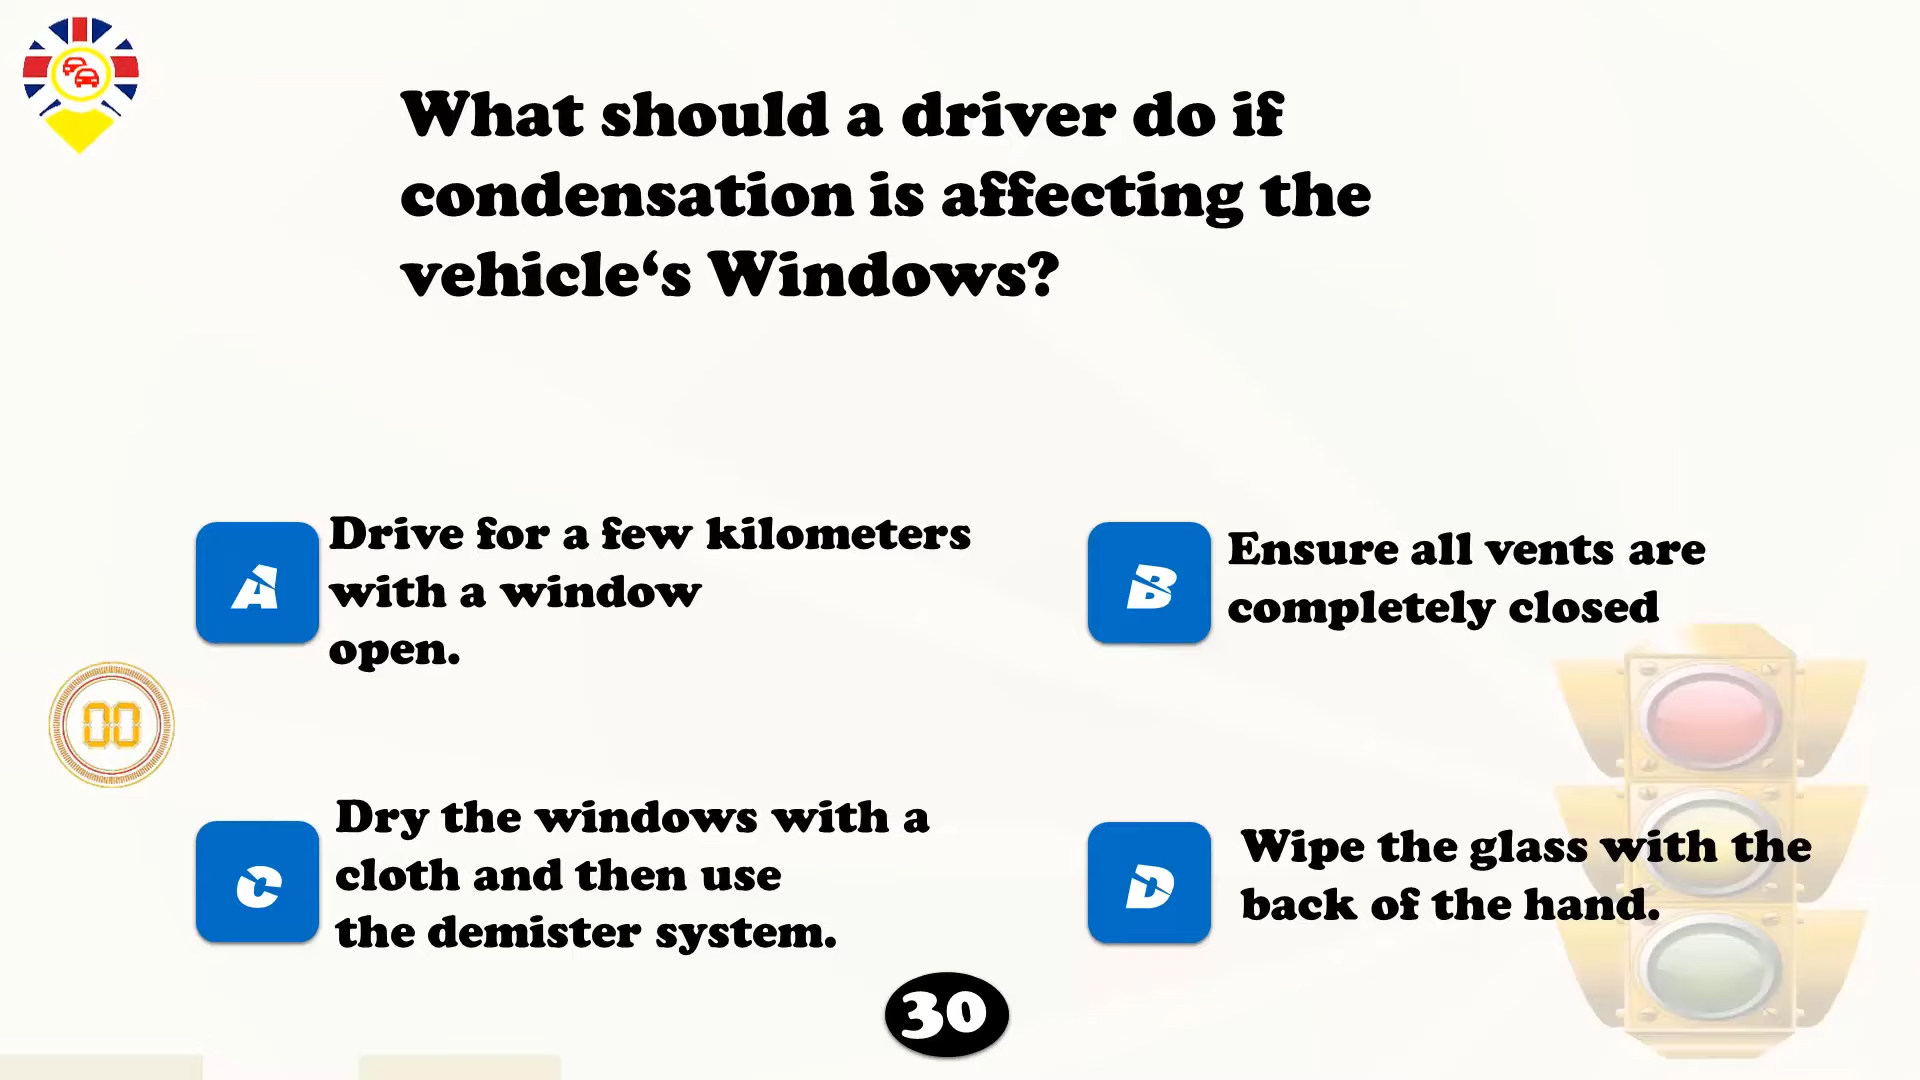 What should a driver do if
condensation is affecting the
vehicle‘s Windows?
A
Drive for a few kilometers
with a window
open.
B
Ensure all vents are
completely closed
00
C
Dry the windows with a
cloth and then use
the demister system.
D
Wipe the glass with the
back of the hand.
30